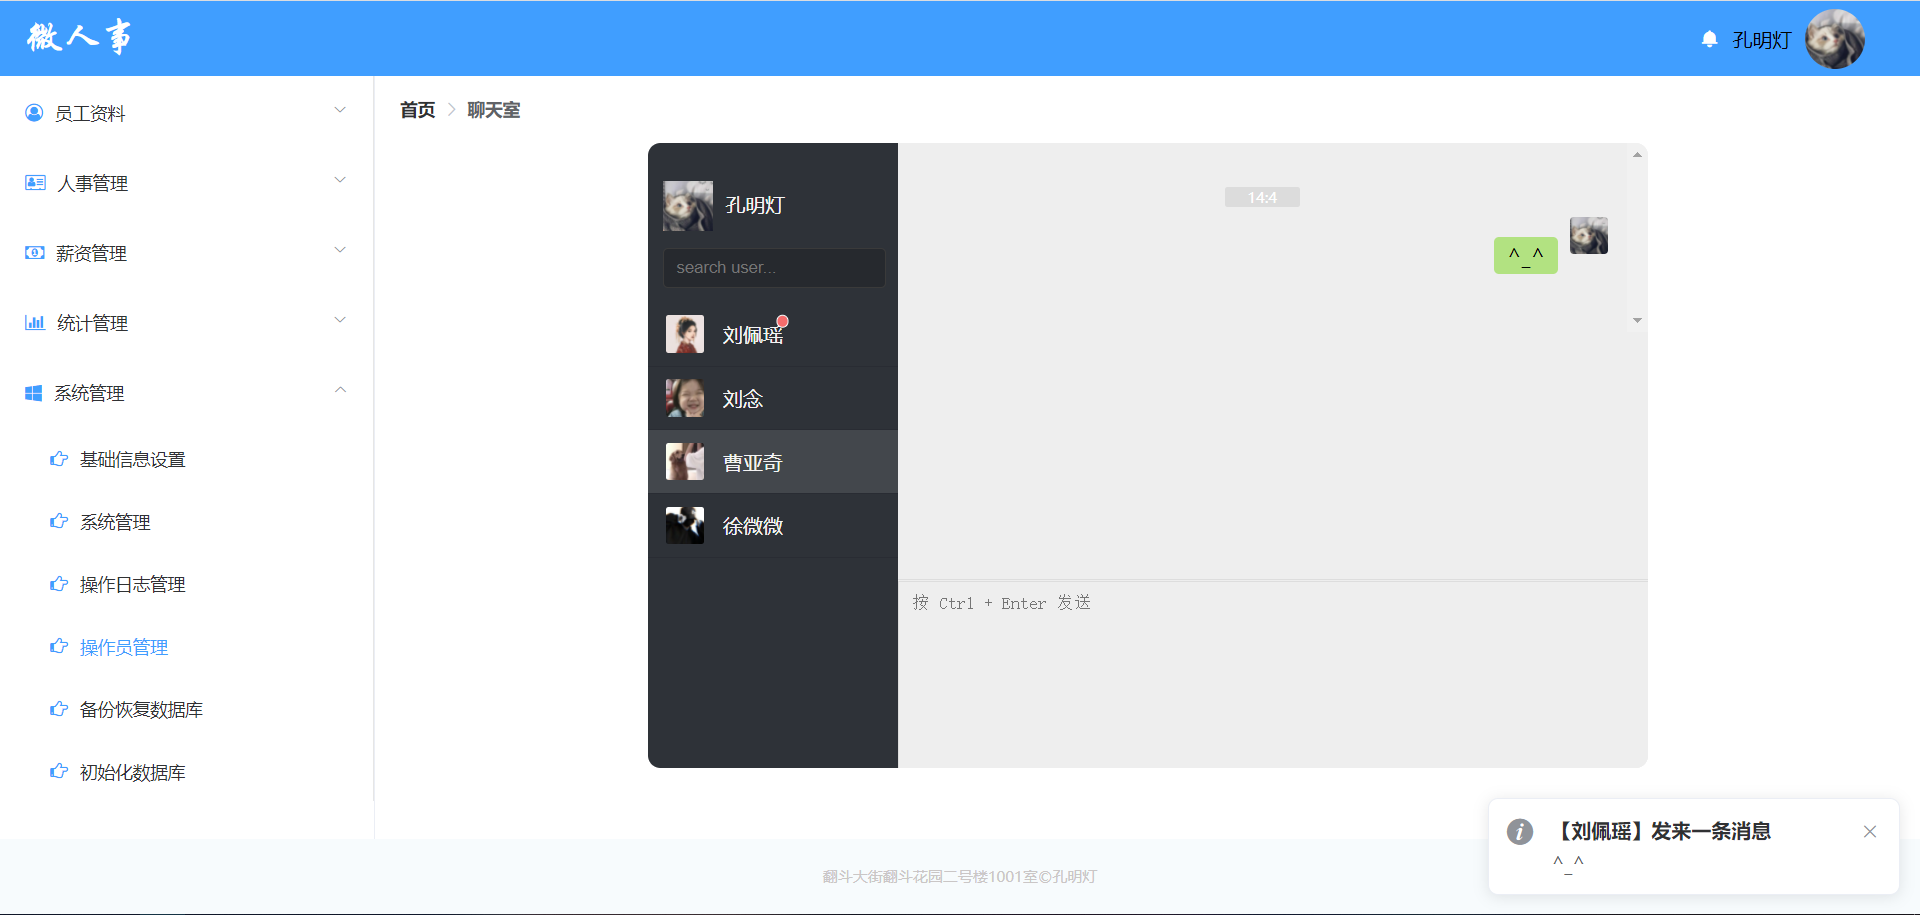 微人事
孔明灯
员工资料
人事管理
薪资管理
统计管理
系统管理
基础信息设置
系统管理
操作日志管理
操作员管理
备份恢复数据库
初始化数据库
首页 > 聊天室
孔明灯
search user...
刘佩瑶
刘念
曹亚奇
徐微微
14:4
^_^
按 Ctrl + Enter 发送
【刘佩瑶】发来一条消息
^_^
翻斗大街翻斗花园二号楼1001室©孔明灯